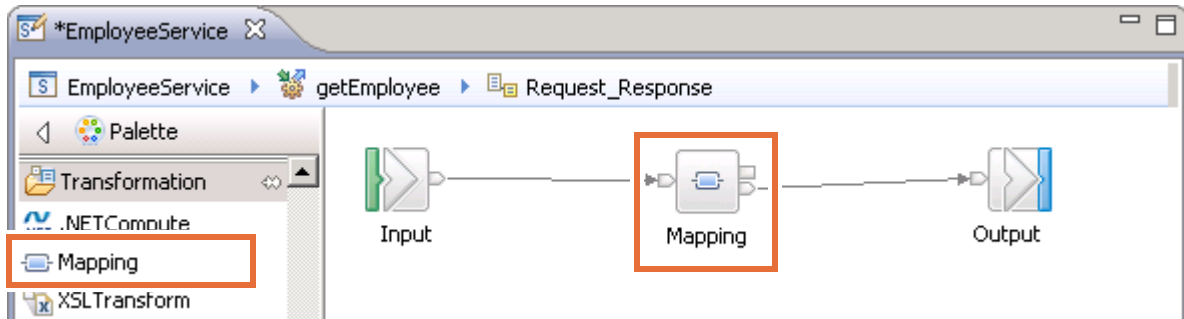 *EmployeeService
EmployeeService getEmployee Request_Response
Palette
Transformation
.NETCompute
Mapping
XSLTransform
Input
Mapping
Output